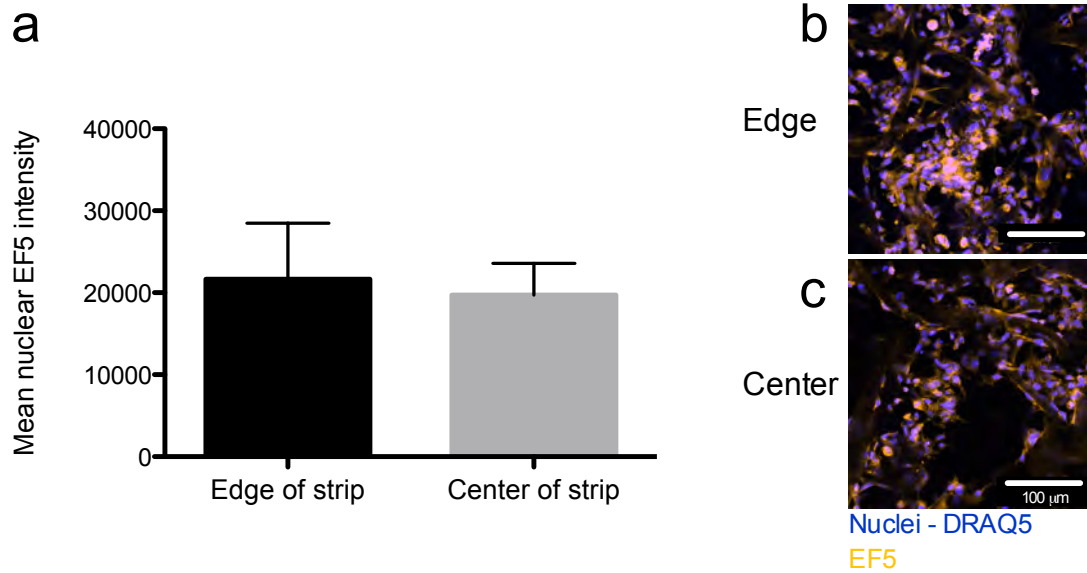 a
Mean nuclear EF5 intensity
40000
30000
20000
10000
0
Edge of strip
Center of strip
b
Edge
c
Center
100 μm
Nuclei - DRAQ5
EF5